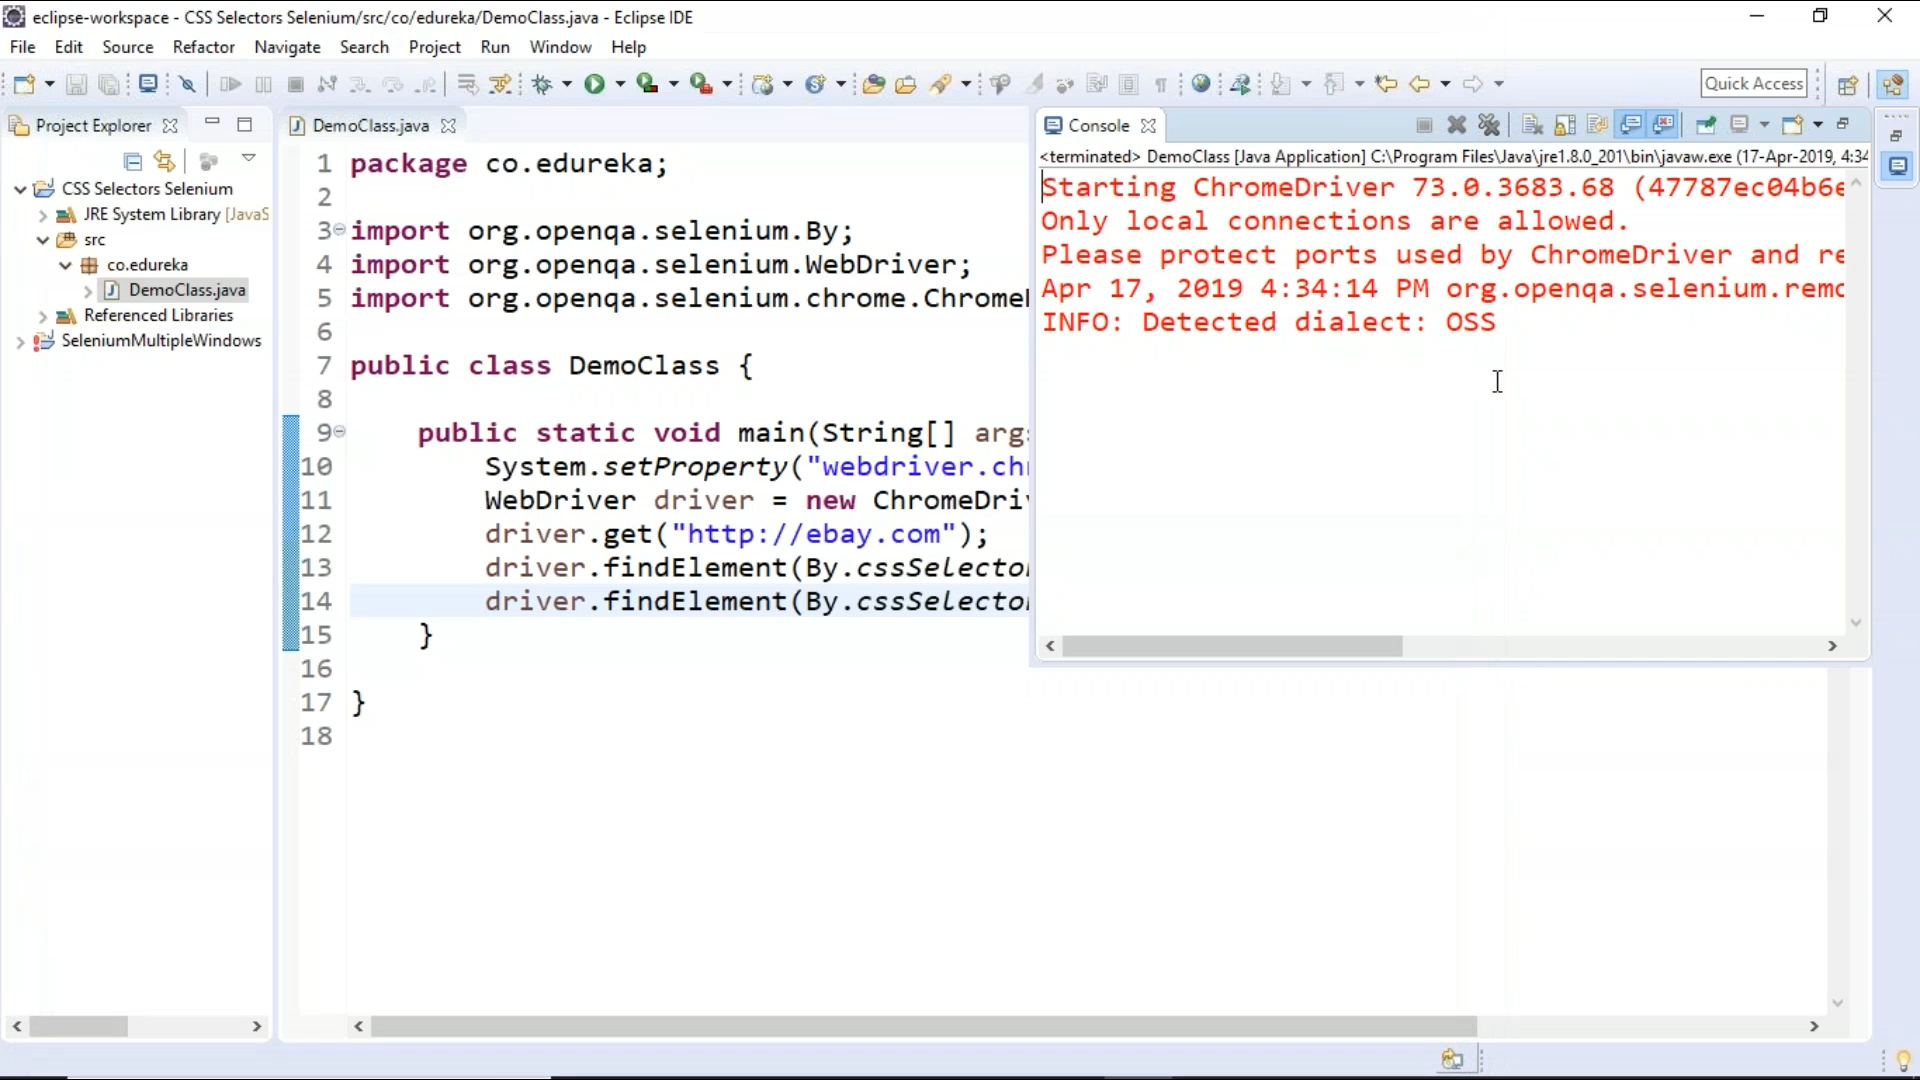 eclipse-workspace - CSS Selectors Selenium/src/co/edureka/DemoClass.java - Eclipse IDE
File Edit Source Refactor Navigate Search Project Run Window Help
Quick Access
Project Explorer
CSS Selectors Selenium
JRE System Library [JavaS
src
co.edureka
DemoClass.java
Referenced Libraries
SeleniumMultipleWindows
DemoClass.java
1 package co.edureka;
2
3 import org.openqa.selenium.By;
4 import org.openqa.selenium.WebDriver;
5 import org.openqa.selenium.chrome.Chrome
6
7 public class DemoClass {
8
9 public static void main(String[] arg
10 System.setProperty("webdriver.ch
11 WebDriver driver = new ChromeDri
12 driver.get("http://ebay.com");
13 driver.findElement(By.cssSelecto
14 driver.findElement(By.cssSelecto
15 }
16
17 }
18
Console
<terminated> DemoClass [Java Application] C:\Program Files\Java\jre1.8.0_201\bin\javaw.exe (17-Apr-2019, 4:34
Starting ChromeDriver 73.0.3683.68 (47787ec04b6e
Only local connections are allowed.
Please protect ports used by ChromeDriver and re
Apr 17, 2019 4:34:14 PM org.openqa.selenium.remo
INFO: Detected dialect: OSS